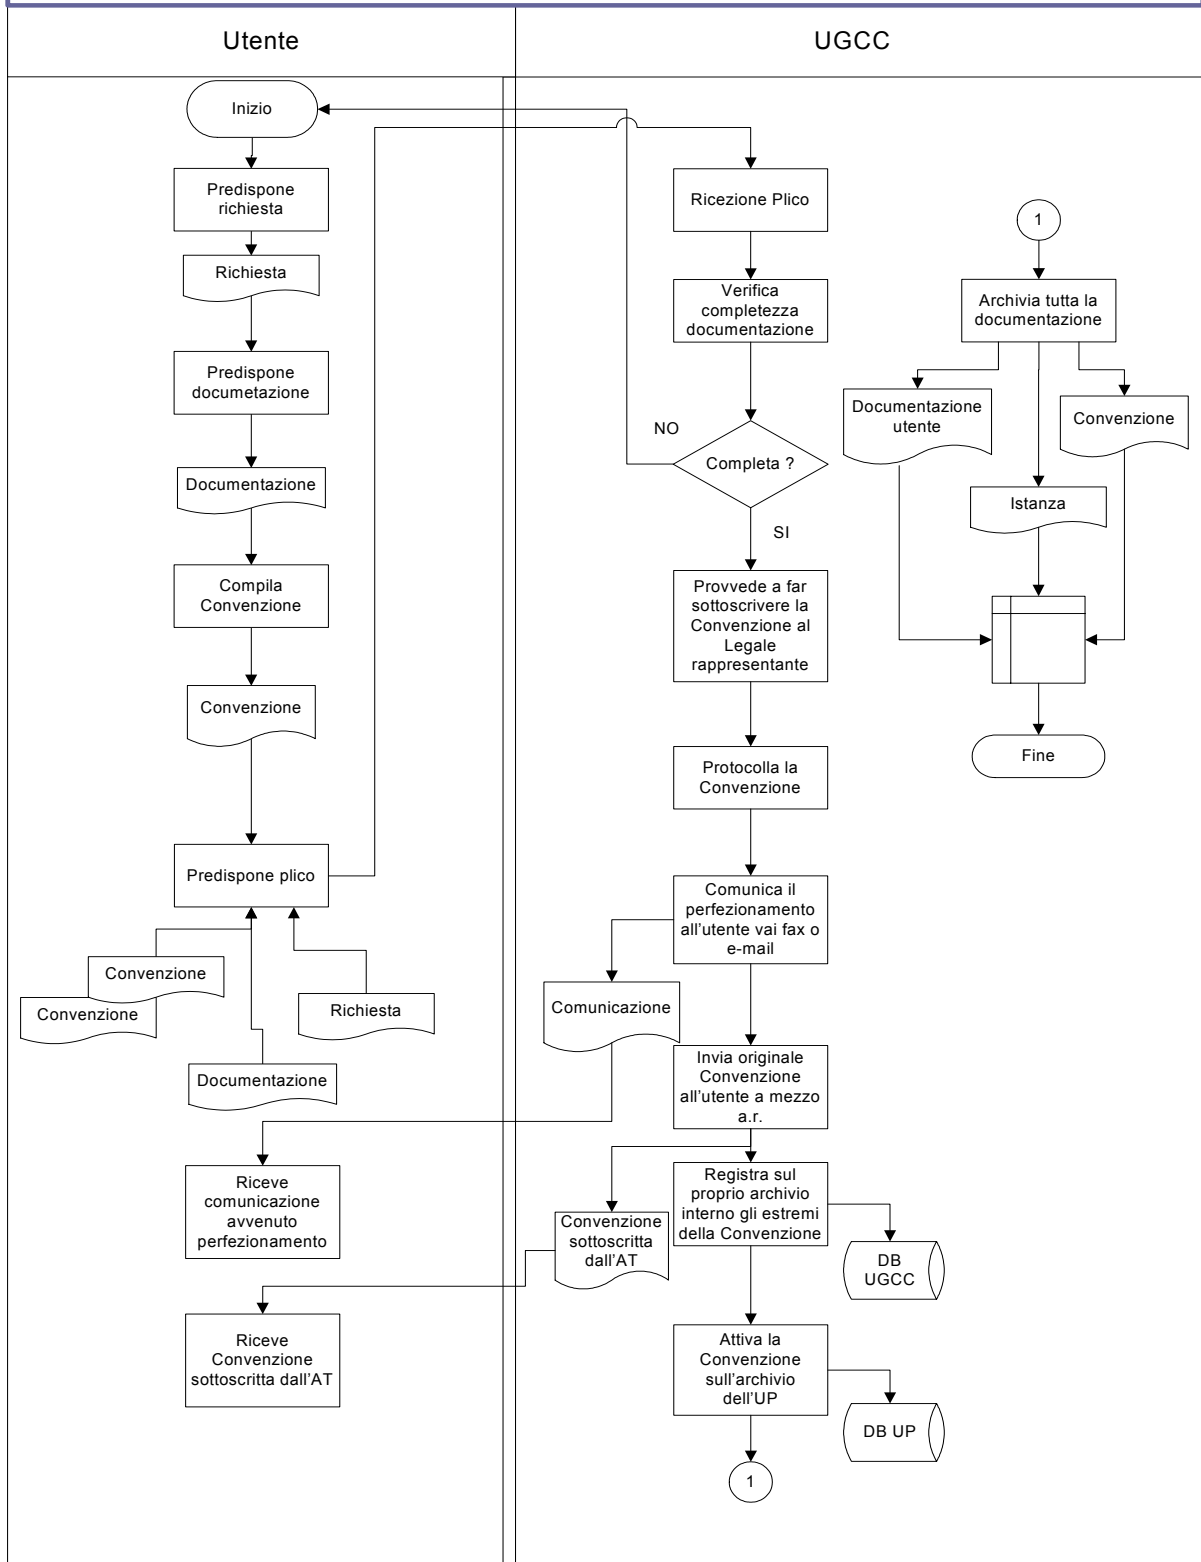 Utente
UGCC
Inizio
Predispone
richiesta
Richiesta
Predispone
documetazione
Documentazione
Compila
Convenzione
Convenzione
Predispone plico
Convenzione
Convenzione
Richiesta
Documentazione
Riceve
comunicazione
avvenuto
perfezionamento
Riceve
Convenzione
sottoscritta dall'AT
Ricezione Plico
Verifica
completezza
documentazione
NO
Completa ?
SI
Provvede a far
sottoscrivere la
Convenzione al
Legale
rappresentante
Protocolla la
Convenzione
Comunica il
perfezionamento
all'utente vai fax o
e-mail
Comunicazione
Invia originale
Convenzione
all'utente a mezzo
a.r.
Convenzione
sottoscritta
dall'AT
Registra sul
proprio archivio
interno gli estremi
della Convenzione
DB
UGCC
Attiva la
Convenzione
sull'archivio
dell'UP
DB UP
1
1
Archivia tutta la
documentazione
Documentazione
utente
Convenzione
Istanza
Fine